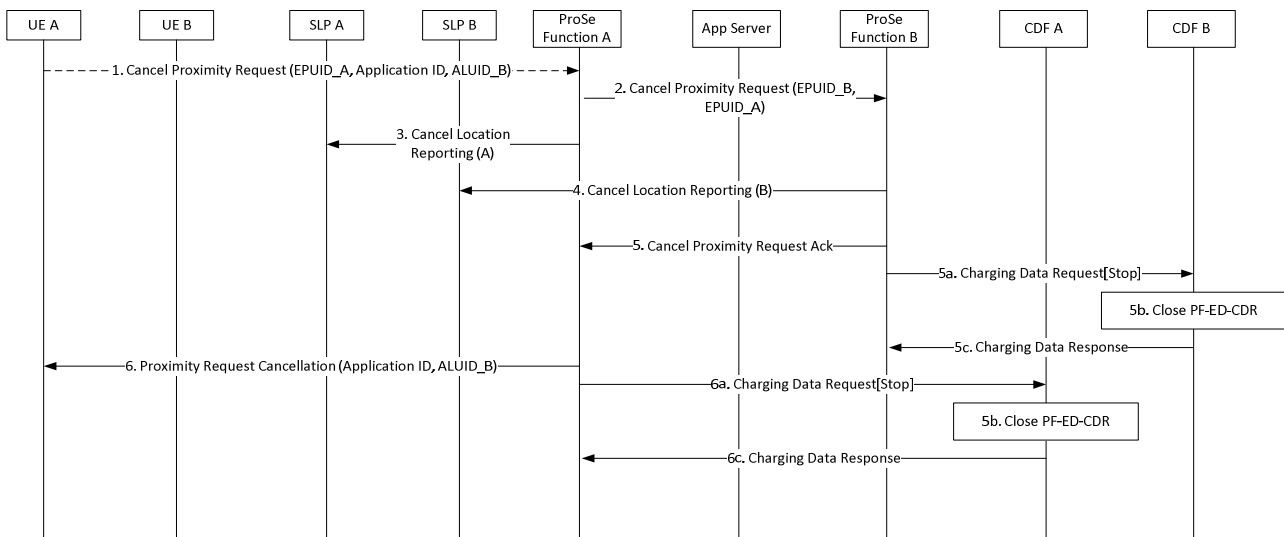 UE A
UE B
SLP A
SLP B
ProSe
Function A
App Server
ProSe
Function B
CDF A
CDF B
1. Cancel Proximity Request (EPUID_A, Application ID, ALUID_B)
2. Cancel Proximity Request (EPUID_B,
EPUID_A)
3. Cancel Location
Reporting (A)
4. Cancel Location Reporting (B)
5. Cancel Proximity Request Ack
5a. Charging Data Request[Stop]
5b. Close PF-ED-CDR
5c. Charging Data Response
6. Proximity Request Cancellation (Application ID, ALUID_B)
6a. Charging Data Request[Stop]
5b. Close PF-ED-CDR
6c. Charging Data Response